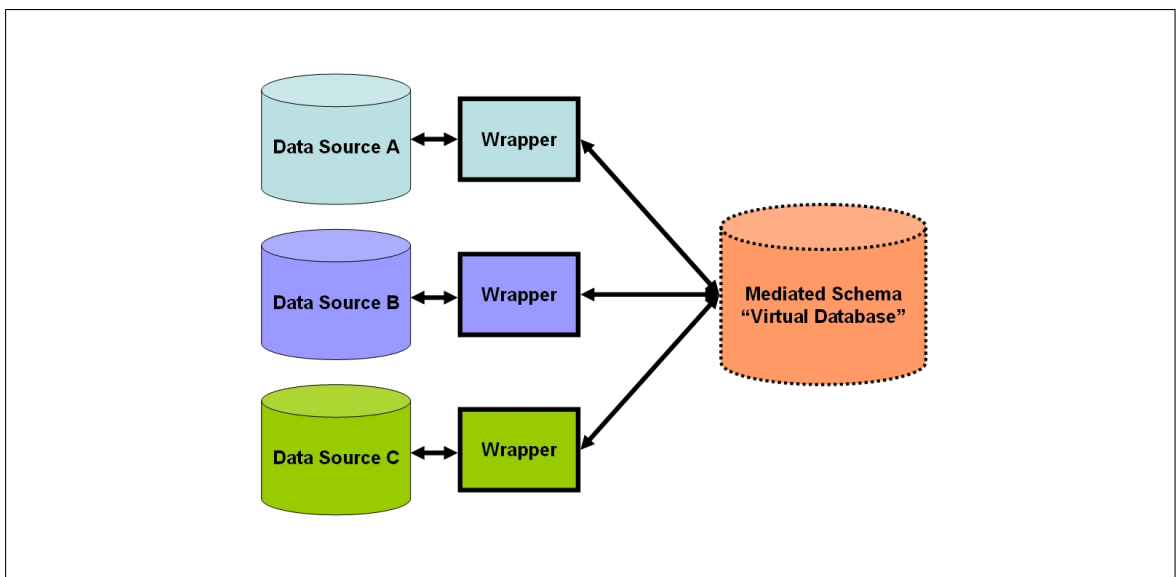 Data Source A
Wrapper
Data Source B
Wrapper
Mediated Schema
“Virtual Database”
Data Source C
Wrapper